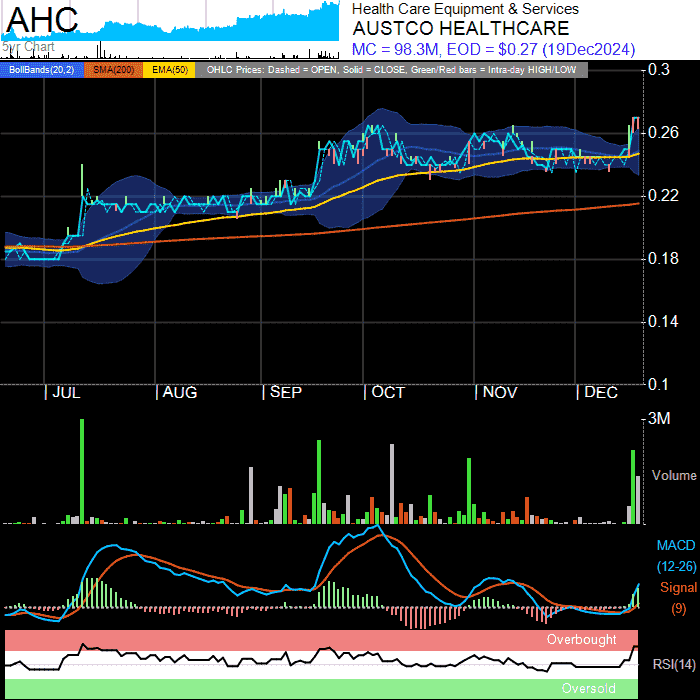 AHC
5yr Chart
Health Care Equipment & Services
AUSTCO HEALTHCARE
MC = 98.3M, EOD = $0.27 (19Dec2024)
BollBands(20,2) SMA(200) EMA(50) OHLC Prices: Dashed = OPEN, Solid = CLOSE, Green/Red bars = Intra-day HIGH/LOW
0.3
0.26
0.22
0.18
0.14
0.1
| JUL | AUG | SEP | OCT | NOV | DEC
3M
Volume
MACD
(12-26)
Signal
(9)
Overbought
RSI(14)
Oversold